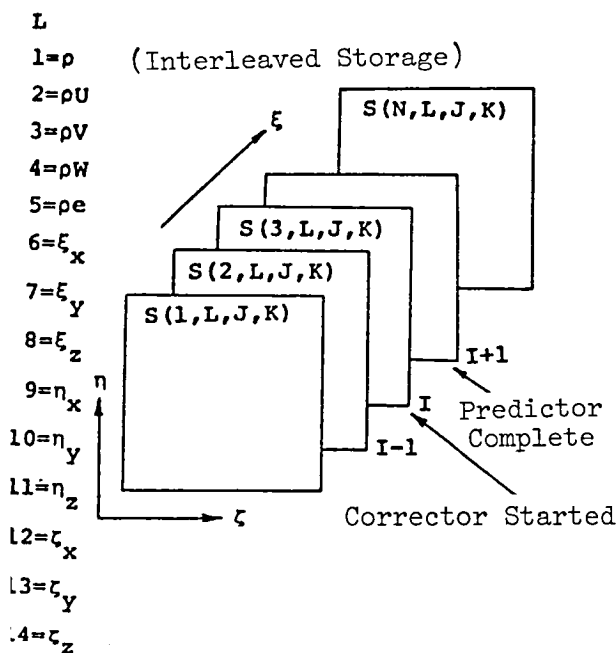 L
1=ρ
2=ρU
3=ρV
4=ρW
5=ρe
6=ξx
7=ξy
8=ξz
9=ηx
10=ηy
11=ηz
12=ζx
13=ζy
14=ζz
(Interleaved Storage)
ξ
S(N,L,J,K)
S(3,L,J,K)
S(2,L,J,K)
S(1,L,J,K)
η
ζ
I+1
I
I-1
Predictor
Complete
Corrector Started